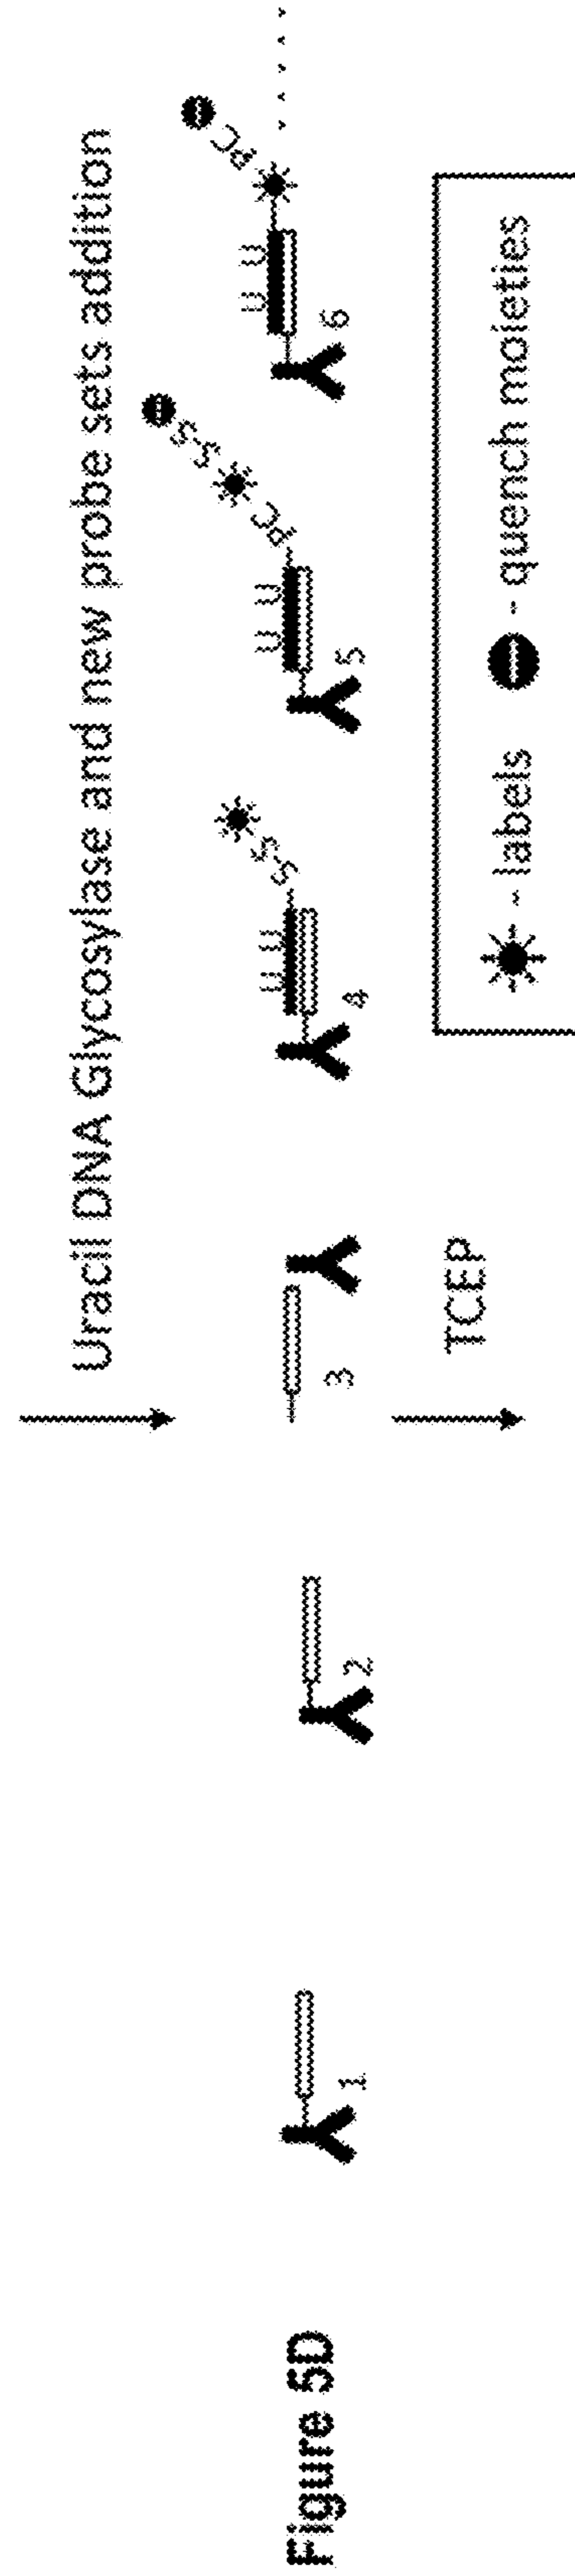 Uracil DNA Glycosylase and new probe sets addition
PC
S-S
PC
S-S
U U
U U
U U
1
2
3
4
5
6
Figure 5D
TCEP
- labels
- quench moieties